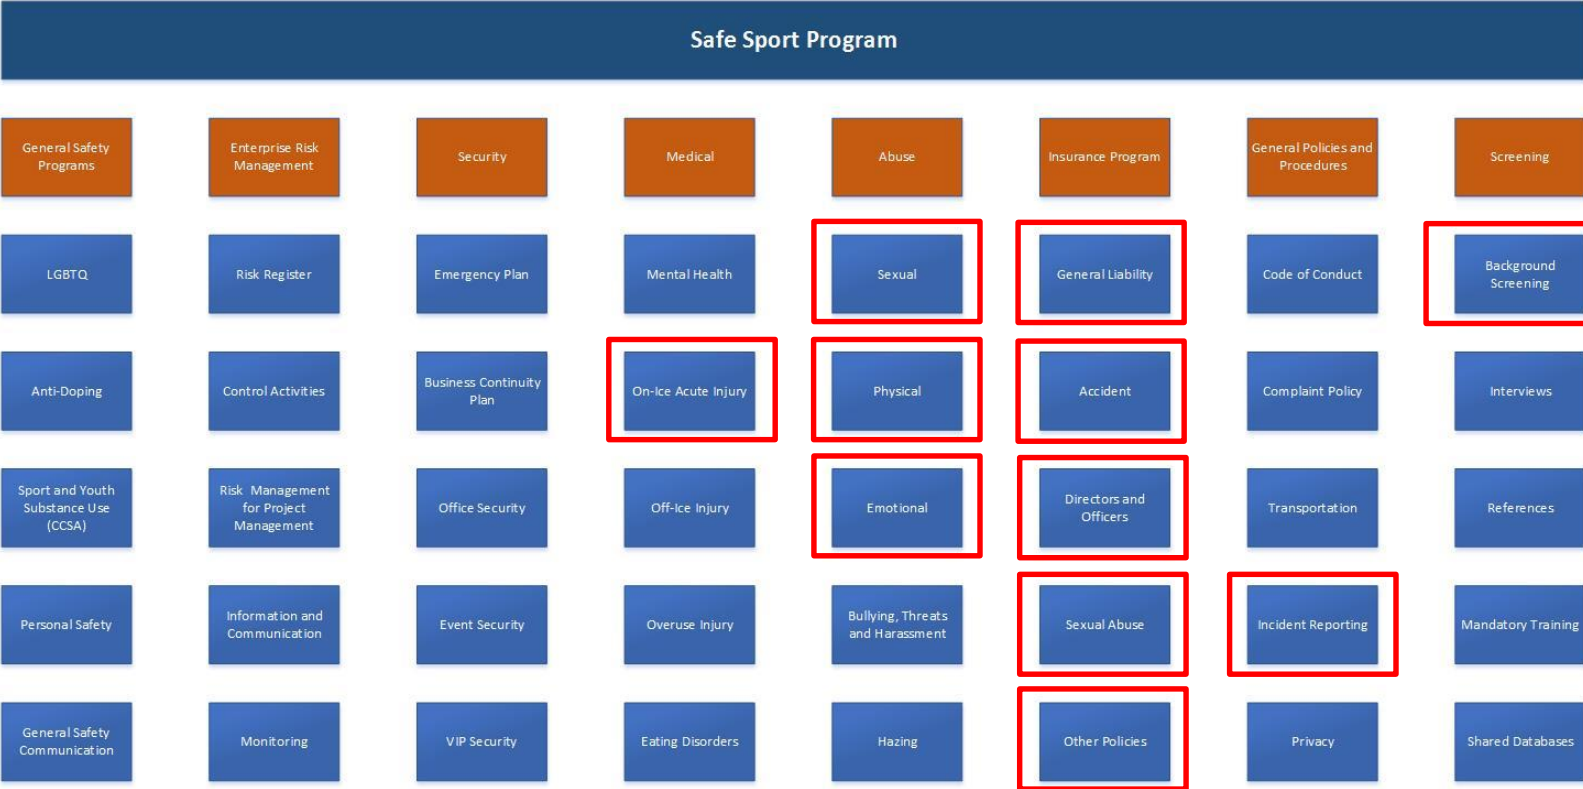 Safe Sport Program
General Safety
Programs
Enterprise Risk
Management
Security
Medical
Abuse
Insurance Program
General Policies and
Procedures
Screening
LGBTQ
Risk Register
Emergency Plan
Mental Health
Sexual
General Liability
Code of Conduct
Background
Screening
Anti-Doping
Control Activities
Business Continuity
Plan
On-Ice Acute Injury
Physical
Accident
Complaint Policy
Interviews
Sport and Youth
Substance Use
(CCSA)
Risk Management
for Project
Management
Office Security
Off-Ice Injury
Emotional
Directors and
Officers
Transportation
References
Personal Safety
Information and
Communication
Event Security
Overuse Injury
Bullying, Threats
and Harassment
Sexual Abuse
Incident Reporting
Mandatory Training
General Safety
Communication
Monitoring
VIP Security
Eating Disorders
Hazing
Other Policies
Privacy
Shared Databases